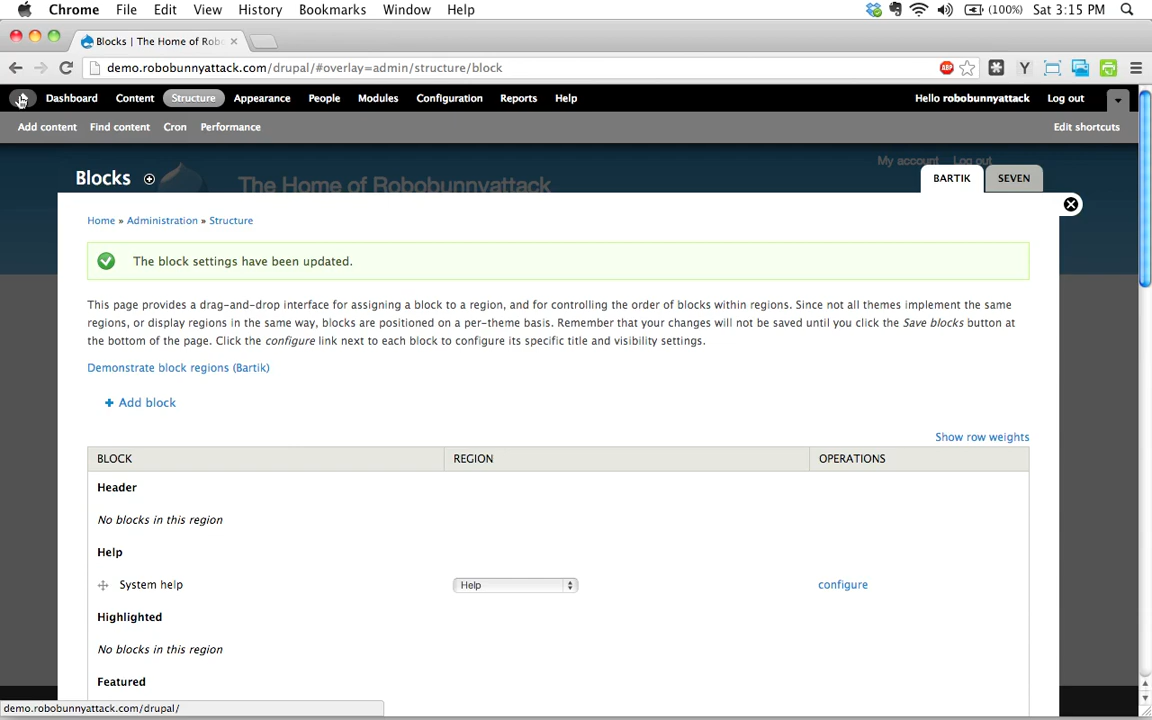 Chrome File Edit View History Bookmarks Window Help (100%) Sat 3:15 PM
Blocks | The Home of Rob
demo.robobunnyattack.com/drupal/#overlay=admin/structure/block ABP Y
Dashboard Content Structure Appearance People Modules Configuration Reports Help Hello robobunnyattack Log out
Add content Find content Cron Performance Edit shortcuts
My account Log out
Blocks The Home of Robobunnyattack BARTIK SEVEN
Home » Administration » Structure
The block settings have been updated.
This page provides a drag-and-drop interface for assigning a block to a region, and for controlling the order of blocks within regions. Since not all themes implement the same
regions, or display regions in the same way, blocks are positioned on a per-theme basis. Remember that your changes will not be saved until you click the Save blocks button at
the bottom of the page. Click the configure link next to each block to configure its specific title and visibility settings.
Demonstrate block regions (Bartik)
+ Add block
Show row weights
BLOCK REGION OPERATIONS
Header
No blocks in this region
Help
System help Help configure
Highlighted
No blocks in this region
Featured
demo.robobunnyattack.com/drupal/